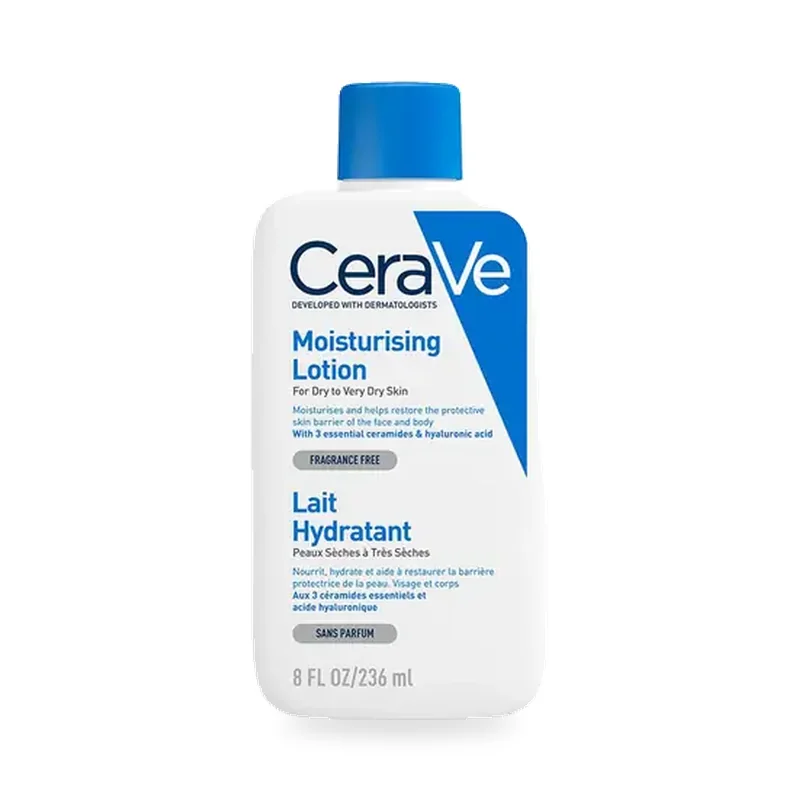 CeraVe
DEVELOPED WITH DERMATOLOGISTS
Moisturising
Lotion
For Dry to Very Dry Skin
Moisturises and helps restore the protective
skin barrier of the face and body
With 3 essential ceramides & hyaluronic acid
FRAGRANCE FREE
Lait
Hydratant
Peaux Sèches à Très Sèches
Nourrit, hydrate et aide à restaurer la barrière
protectrice de la peau. Visage et corps
Aux 3 céramides essentiels et
acide hyaluronique
SANS PARFUM
8 FL OZ/236 ml